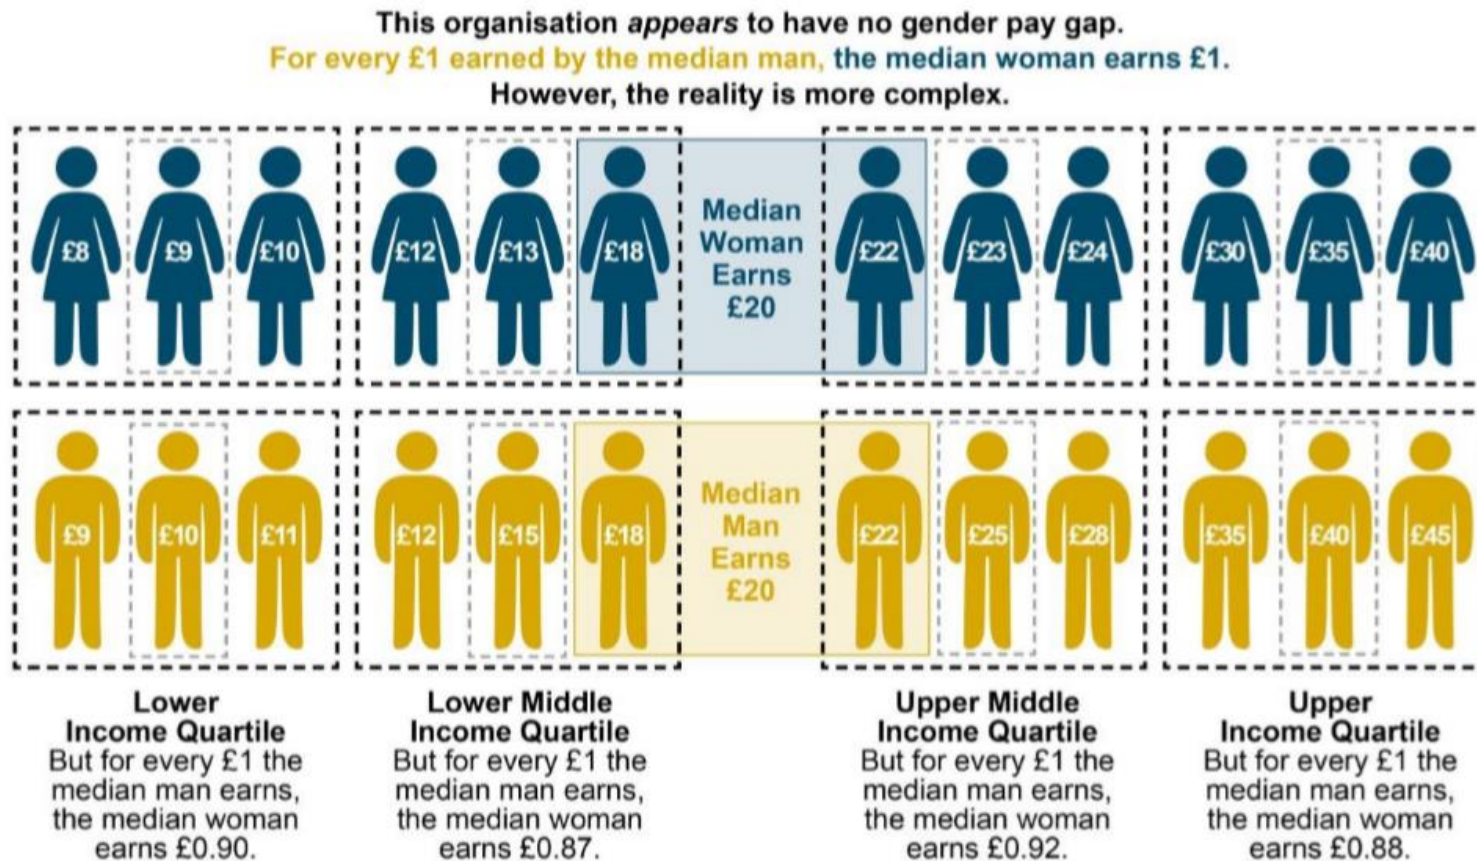 This organisation appears to have no gender pay gap.
For every £1 earned by the median man, the median woman earns £1.
However, the reality is more complex.
£8 £9 £10 £12 £13 £18
Median
Woman
Earns
£20
£22 £23 £24 £30 £35 £40
£9 £10 £11 £12 £15 £18
Median
Man
Earns
£20
£22 £25 £28 £35 £40 £45
Lower
Income Quartile
But for every £1 the
median man earns,
the median woman
earns £0.90.
Lower Middle
Income Quartile
But for every £1 the
median man earns,
the median woman
earns £0.87.
Upper Middle
Income Quartile
But for every £1 the
median man earns,
the median woman
earns £0.92.
Upper
Income Quartile
But for every £1 the
median man earns,
the median woman
earns £0.88.